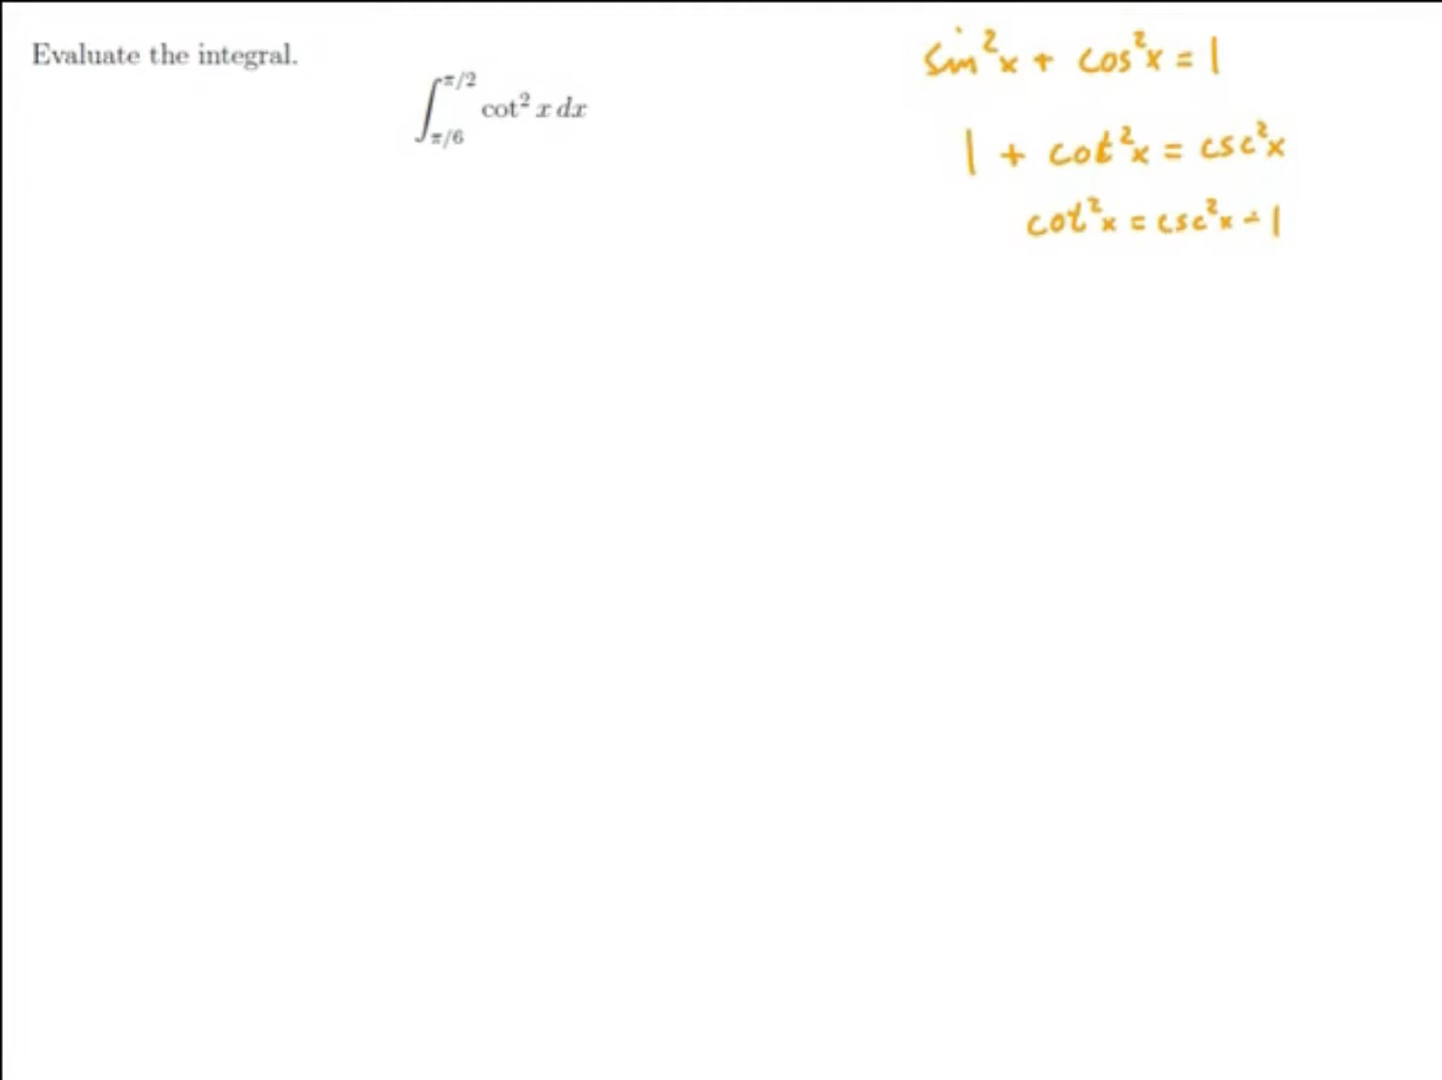 Evaluate the integral.
∫_{π/6}^{π/2} cot² x dx
sin²x + cos²x = 1
1 + cot²x = csc²x
cot²x = csc²x - 1